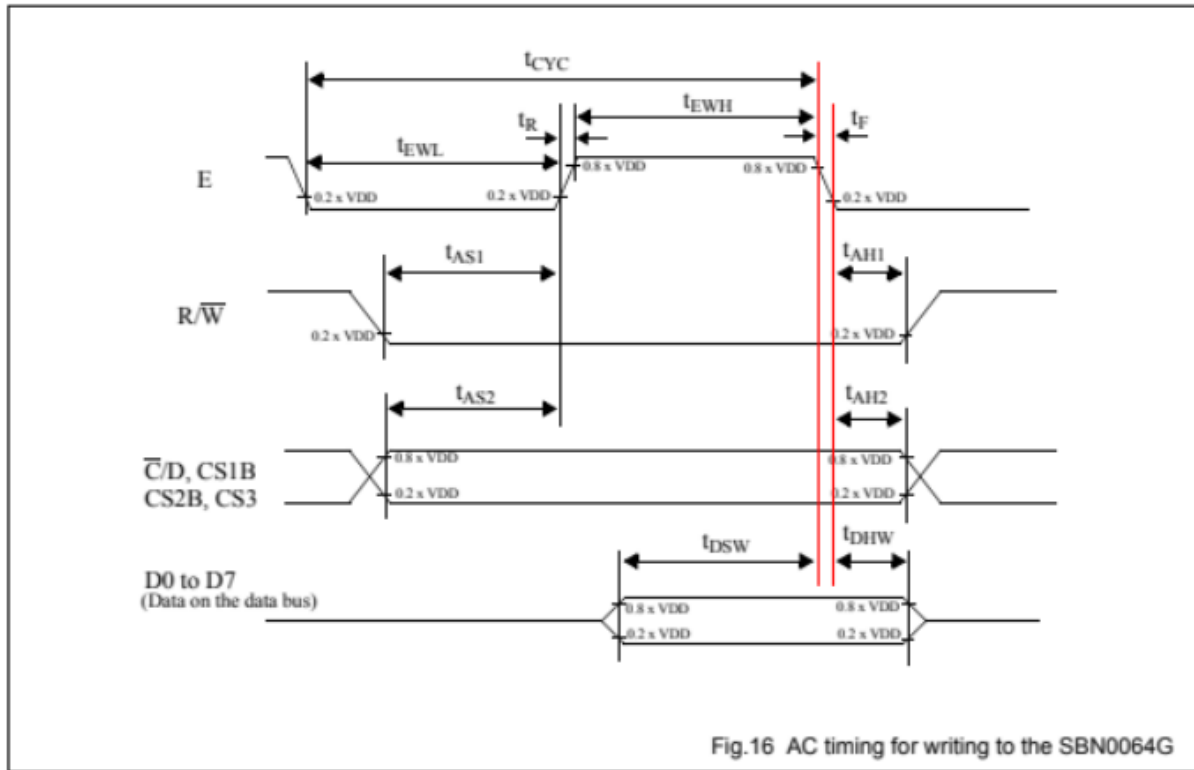 tCYC
tEWH
tR
tF
tEWL
E
0.8 x VDD
0.8 x VDD
0.2 x VDD
0.2 x VDD
0.2 x VDD
tAS1
tAH1
R/W̅
0.2 x VDD
0.2 x VDD
tAS2
tAH2
C̅/D, CS1B
0.8 x VDD
0.8 x VDD
CS2B, CS3
0.2 x VDD
0.2 x VDD
tDSW
tDHW
D0 to D7
(Data on the data bus)
0.8 x VDD
0.8 x VDD
0.2 x VDD
0.2 x VDD
Fig.16 AC timing for writing to the SBN0064G